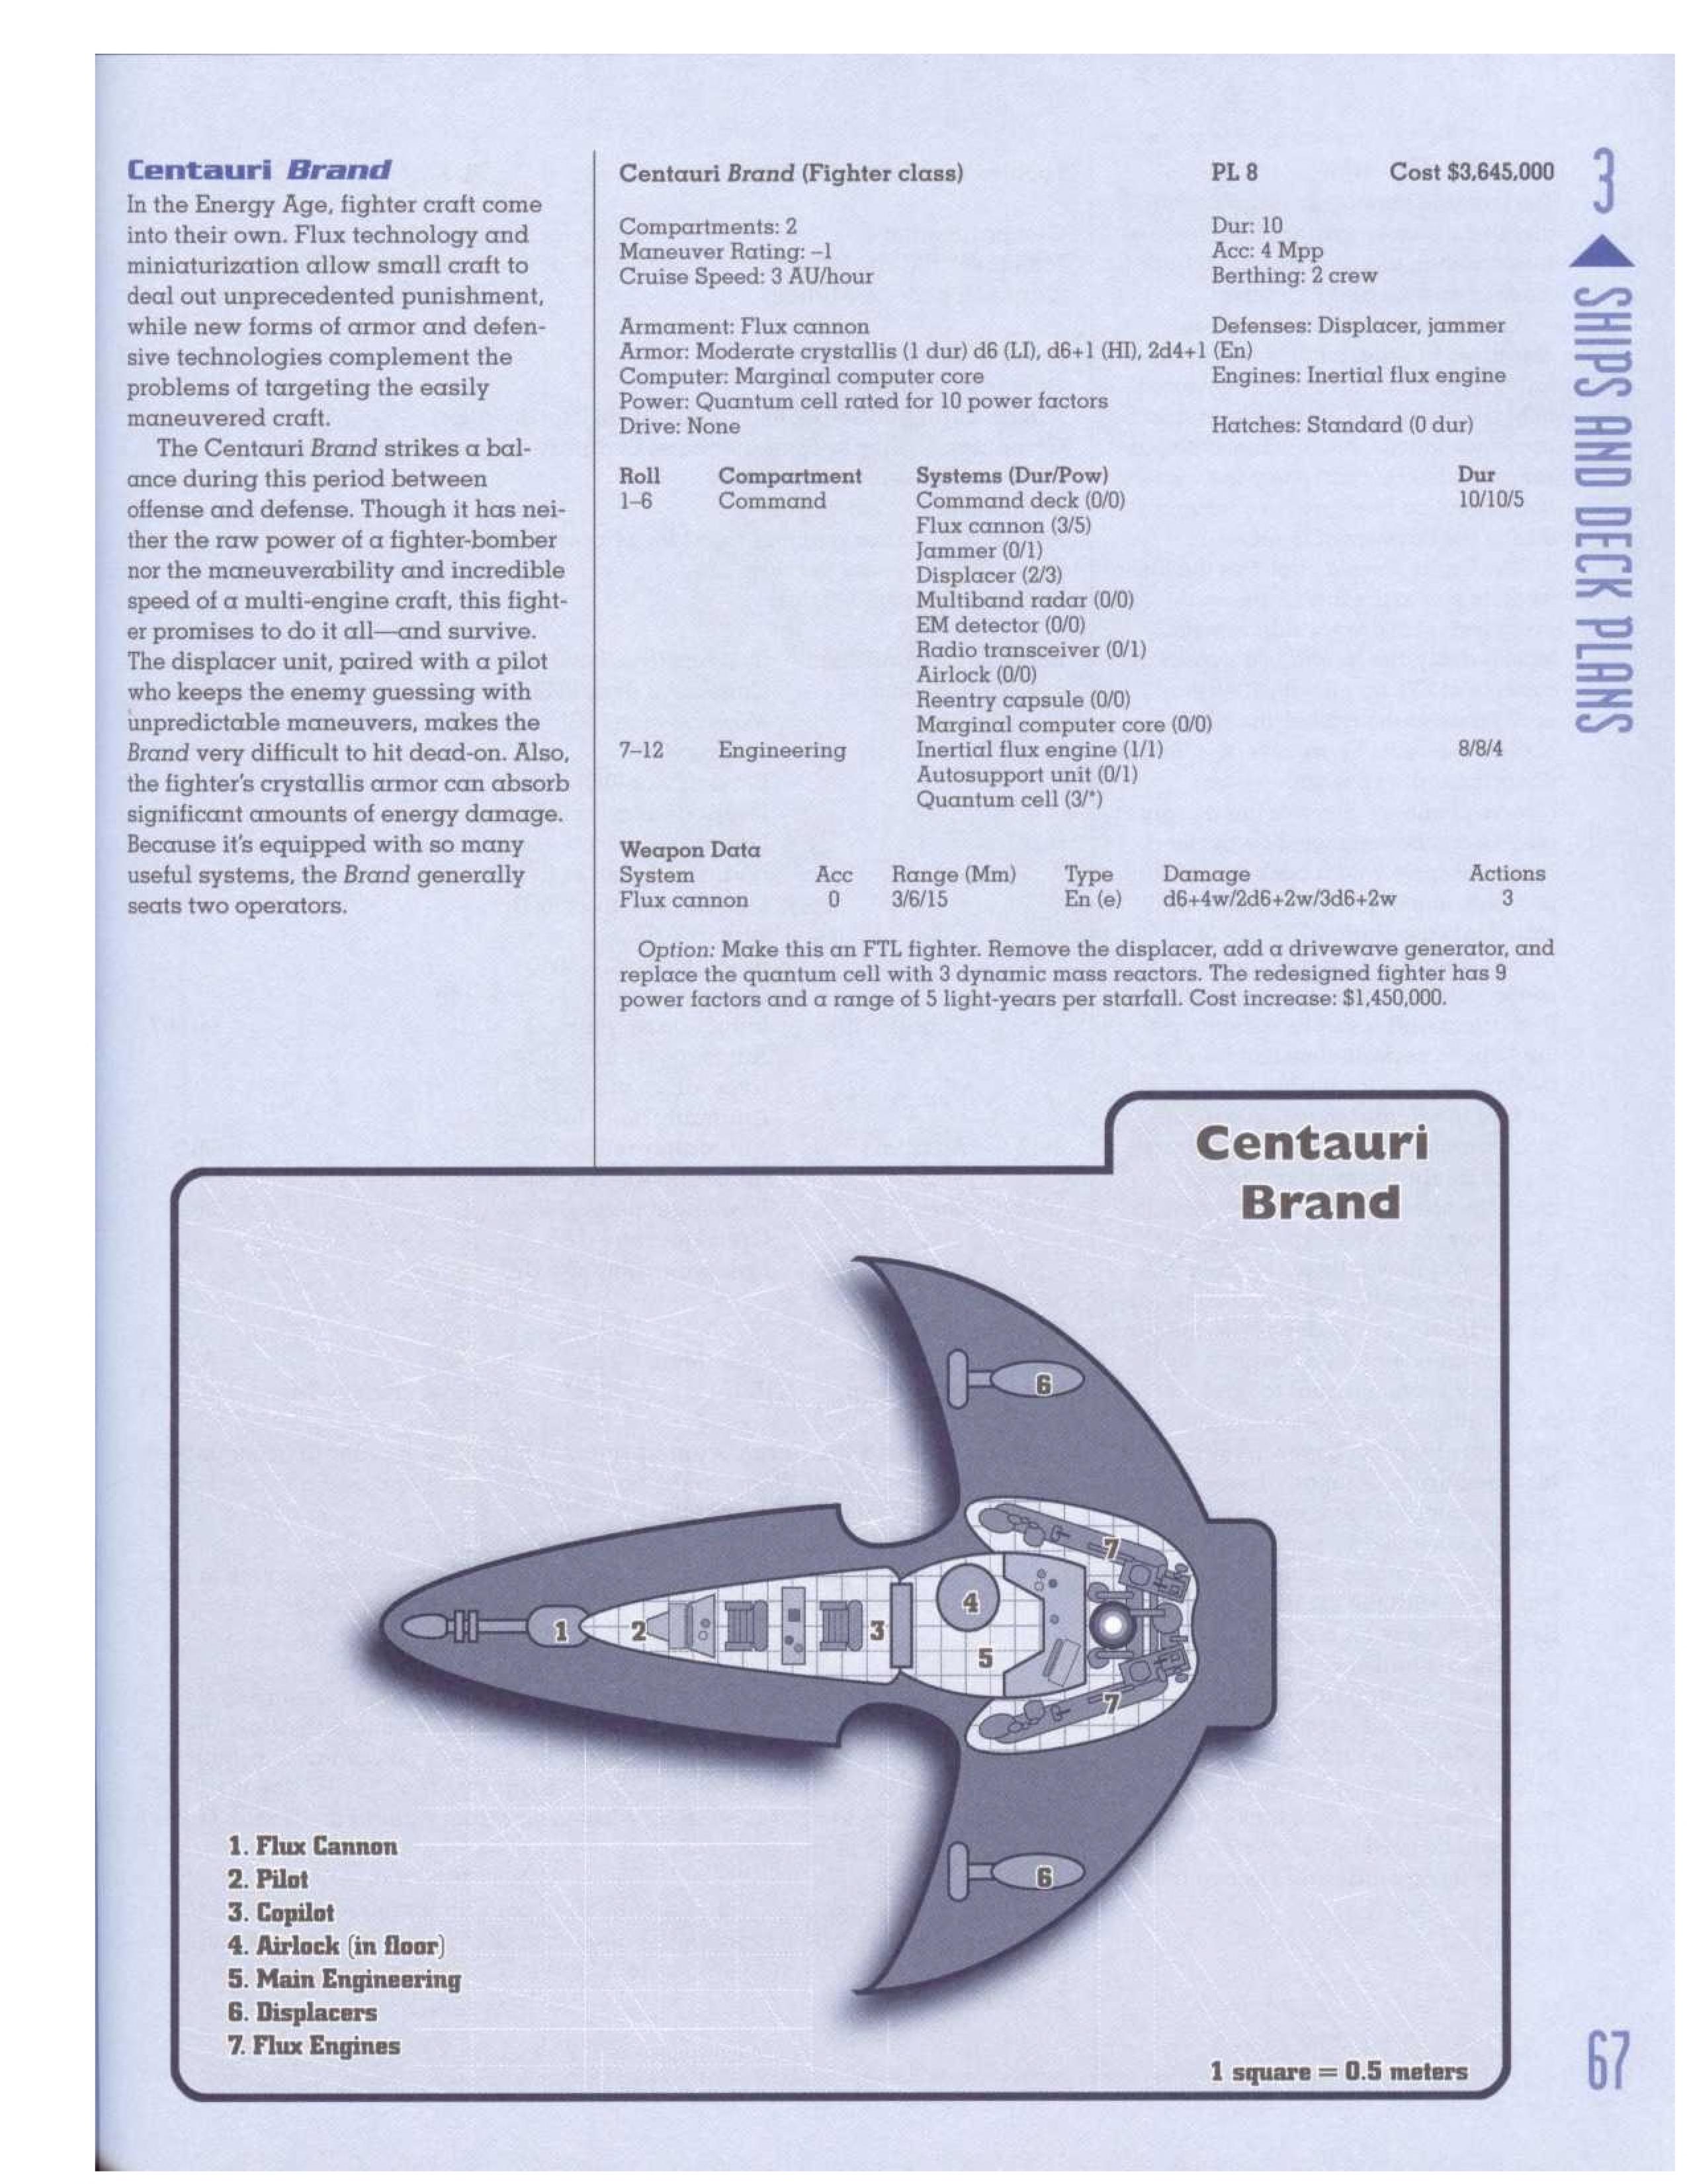 Centauri Brand
In the Energy Age, fighter craft come
into their own. Flux technology and
miniaturization allow small craft to
deal out unprecedented punishment,
while new forms of armor and defen-
sive technologies complement the
problems of targeting the easily
maneuvered craft.
The Centauri Brand strikes a bal-
ance during this period between
offense and defense. Though it has nei-
ther the raw power of a fighter-bomber
nor the maneuverability and incredible
speed of a multi-engine craft, this fight-
er promises to do it all—and survive.
The displacer unit, paired with a pilot
who keeps the enemy guessing with
unpredictable maneuvers, makes the
Brand very difficult to hit dead-on. Also,
the fighter's crystallis armor can absorb
significant amounts of energy damage.
Because it's equipped with so many
useful systems, the Brand generally
seats two operators.
Centauri Brand (Fighter class) PL 8 Cost $3,645,000
Compartments: 2 Dur: 10
Maneuver Rating: –1 Acc: 4 Mpp
Cruise Speed: 3 AU/hour Berthing: 2 crew
Armament: Flux cannon Defenses: Displacer, jammer
Armor: Moderate crystallis (1 dur) d6 (LI), d6+1 (HI), 2d4+1 (En)
Computer: Marginal computer core Engines: Inertial flux engine
Power: Quantum cell rated for 10 power factors
Drive: None Hatches: Standard (0 dur)
Roll Compartment Systems (Dur/Pow) Dur
1–6 Command Command deck (0/0) 10/10/5
Flux cannon (3/5)
Jammer (0/1)
Displacer (2/3)
Multiband radar (0/0)
EM detector (0/0)
Radio transceiver (0/1)
Airlock (0/0)
Reentry capsule (0/0)
Marginal computer core (0/0)
7–12 Engineering Inertial flux engine (1/1) 8/8/4
Autosupport unit (0/1)
Quantum cell (3/*)
Weapon Data
System Acc Range (Mm) Type Damage Actions
Flux cannon 0 3/6/15 En (e) d6+4w/2d6+2w/3d6+2w 3
Option: Make this an FTL fighter. Remove the displacer, add a drivewave generator, and
replace the quantum cell with 3 dynamic mass reactors. The redesigned fighter has 9
power factors and a range of 5 light-years per starfall. Cost increase: $1,450,000.
3 SHIPS AND DECK PLANS
Centauri
Brand
6
7
4
1 2 3
5
7
6
1. Flux Cannon
2. Pilot
3. Copilot
4. Airlock (in floor)
5. Main Engineering
6. Displacers
7. Flux Engines
1 square = 0.5 meters
67